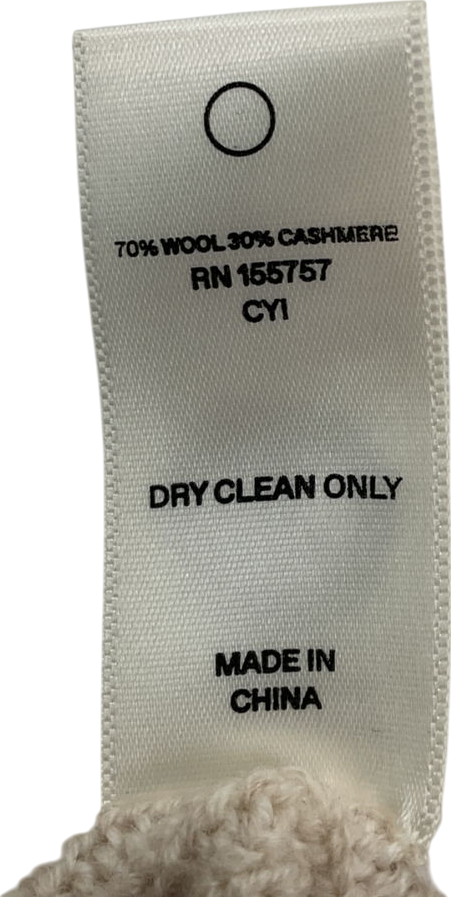 70% WOOL 30% CASHMERE
RN 155757
CYI
DRY CLEAN ONLY
MADE IN
CHINA